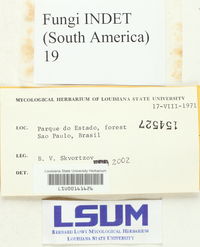 Fungi INDET
(South America)
19
MYCOLOGICAL HERBARIUM OF LOUISIANA STATE UNIVERSITY
17-VIII-1971
LOC. Parque do Estado, forest
Sao Paulo, Brasil
154527
LEG. B. V. Skvortzov
2002
DET.
Louisiana State University Herbarium
LSUM
BERNARD LOWY MYCOLOGICAL HERBARIUM
LOUISIANA STATE UNIVERSITY